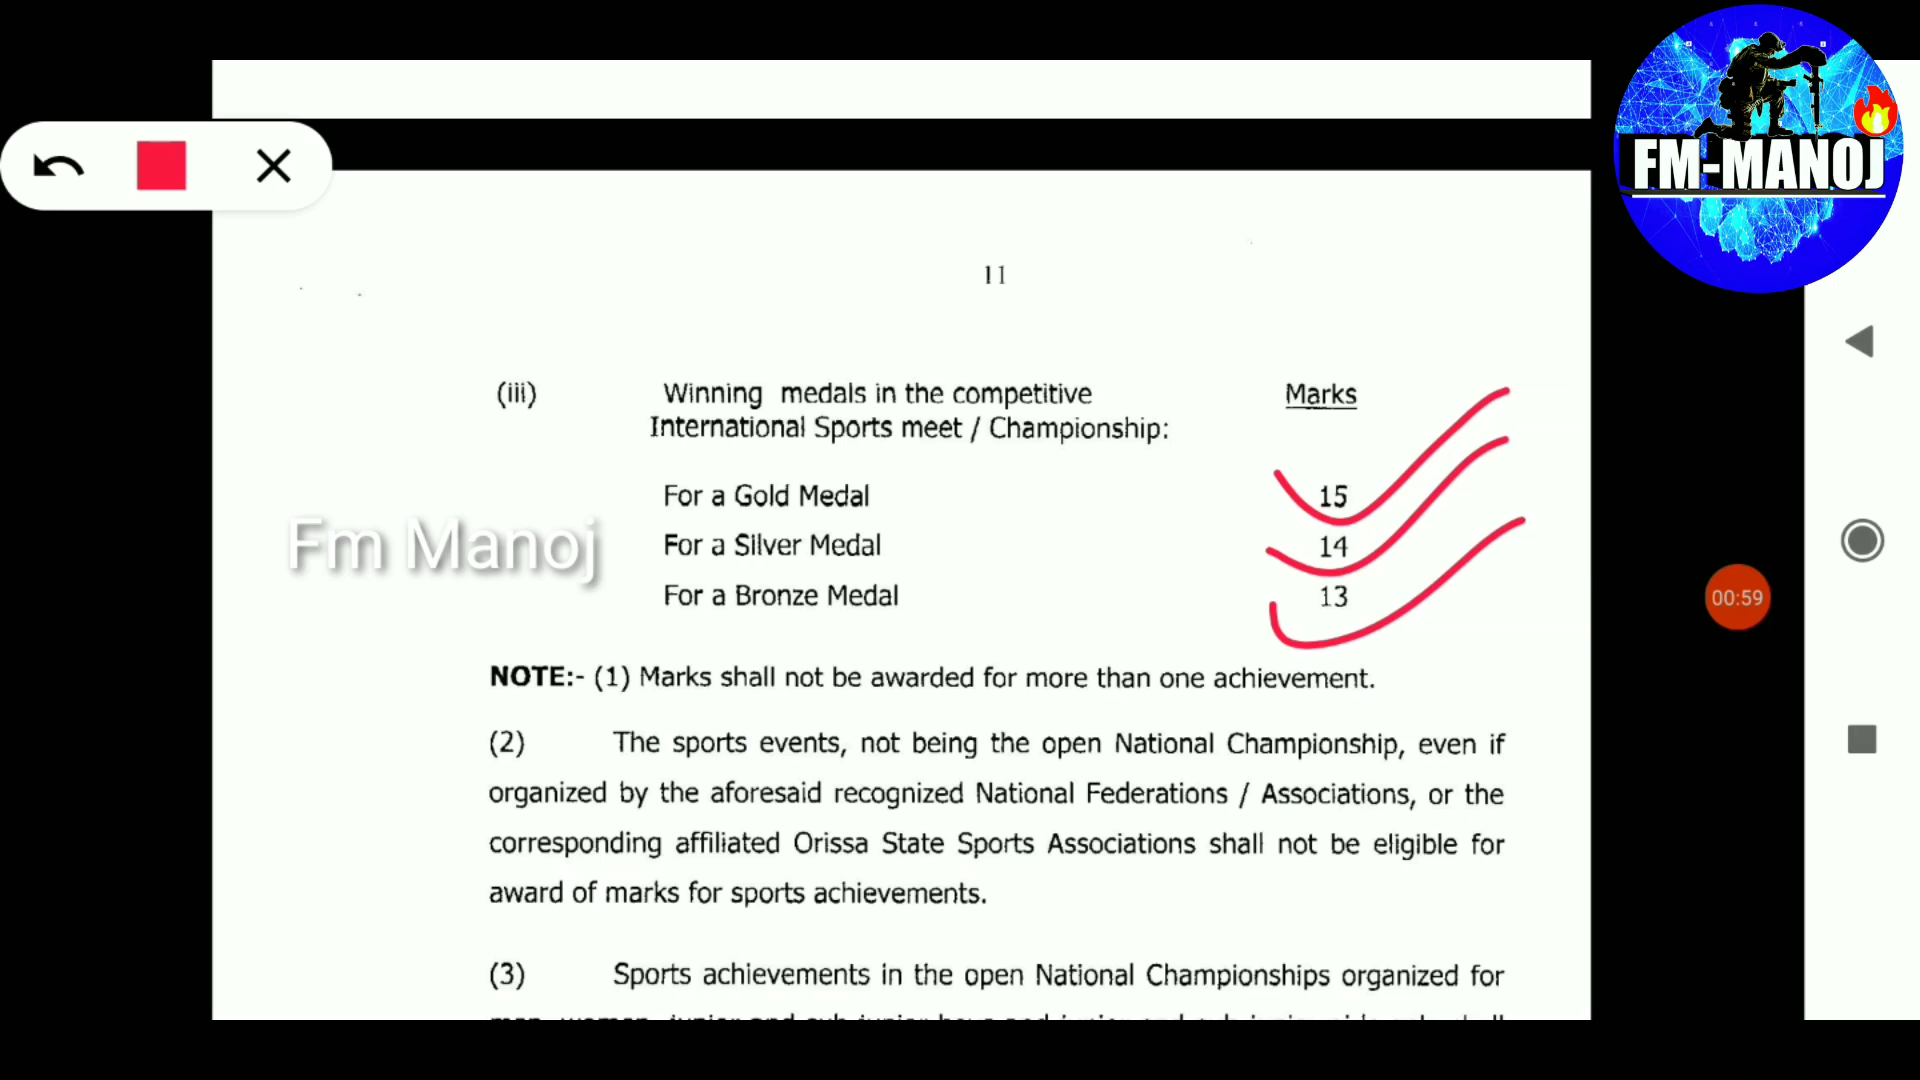 FM-MANOJ
11
(iii) Winning medals in the competitive Marks
International Sports meet / Championship:
For a Gold Medal 15
Fm Manoj
For a Silver Medal 14
For a Bronze Medal 13
00:59
NOTE:- (1) Marks shall not be awarded for more than one achievement.
(2) The sports events, not being the open National Championship, even if
organized by the aforesaid recognized National Federations / Associations, or the
corresponding affiliated Orissa State Sports Associations shall not be eligible for
award of marks for sports achievements.
(3) Sports achievements in the open National Championships organized for